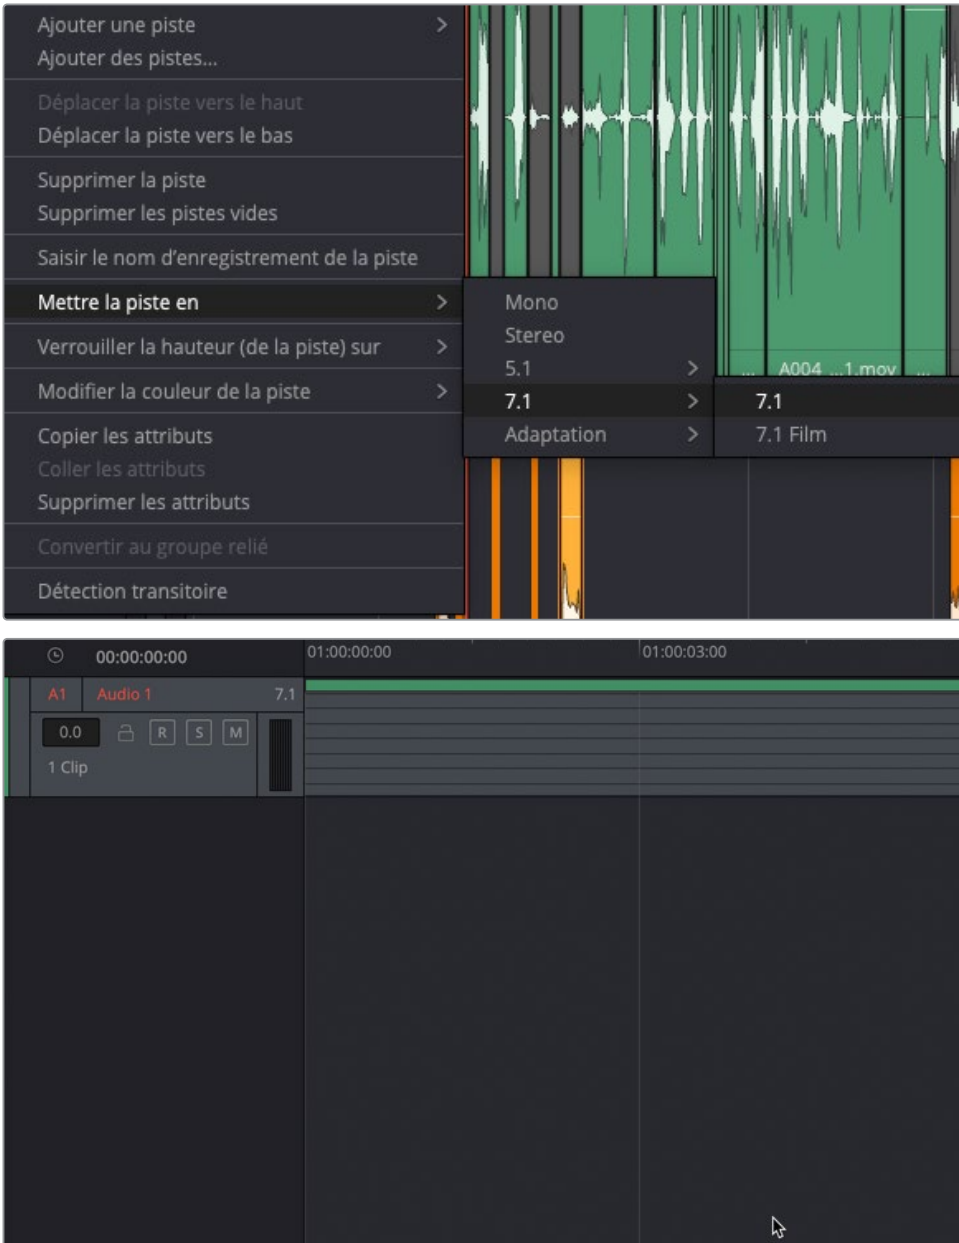 Ajouter une piste
Ajouter des pistes...
Déplacer la piste vers le haut
Déplacer la piste vers le bas
Supprimer la piste
Supprimer les pistes vides
Saisir le nom d'enregistrement de la piste
Mettre la piste en
Verrouiller la hauteur (de la piste) sur
Modifier la couleur de la piste
Copier les attributs
Coller les attributs
Supprimer les attributs
Convertir au groupe relié
Détection transitoire
Mono
Stereo
5.1
7.1
Adaptation
7.1
7.1 Film
... A004 ...1.mov ...
00:00:00:00
01:00:00:00
01:00:03:00
A1 Audio 1 7.1
0.0 R S M
1 Clip